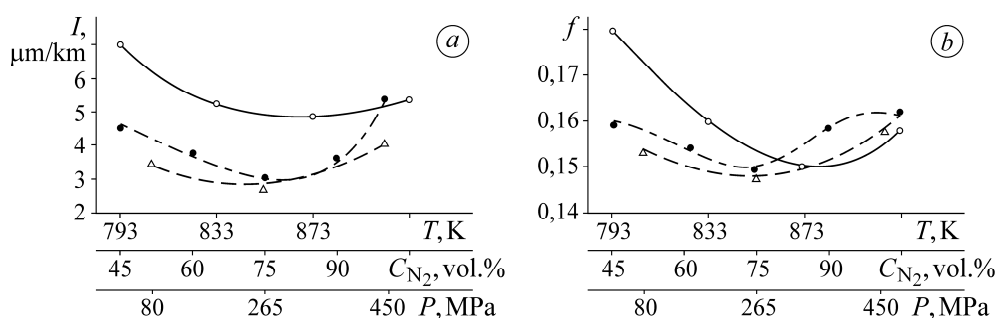 I,
μm/km
6
5
4
3
2
a
793 833 873 T, K
45 60 75 90 C_N2, vol.%
80 265 450 P, MPa
f
0,17
0,16
0,15
0,14
b
793 833 873 T, K
45 60 75 90 C_N2, vol.%
80 265 450 P, MPa